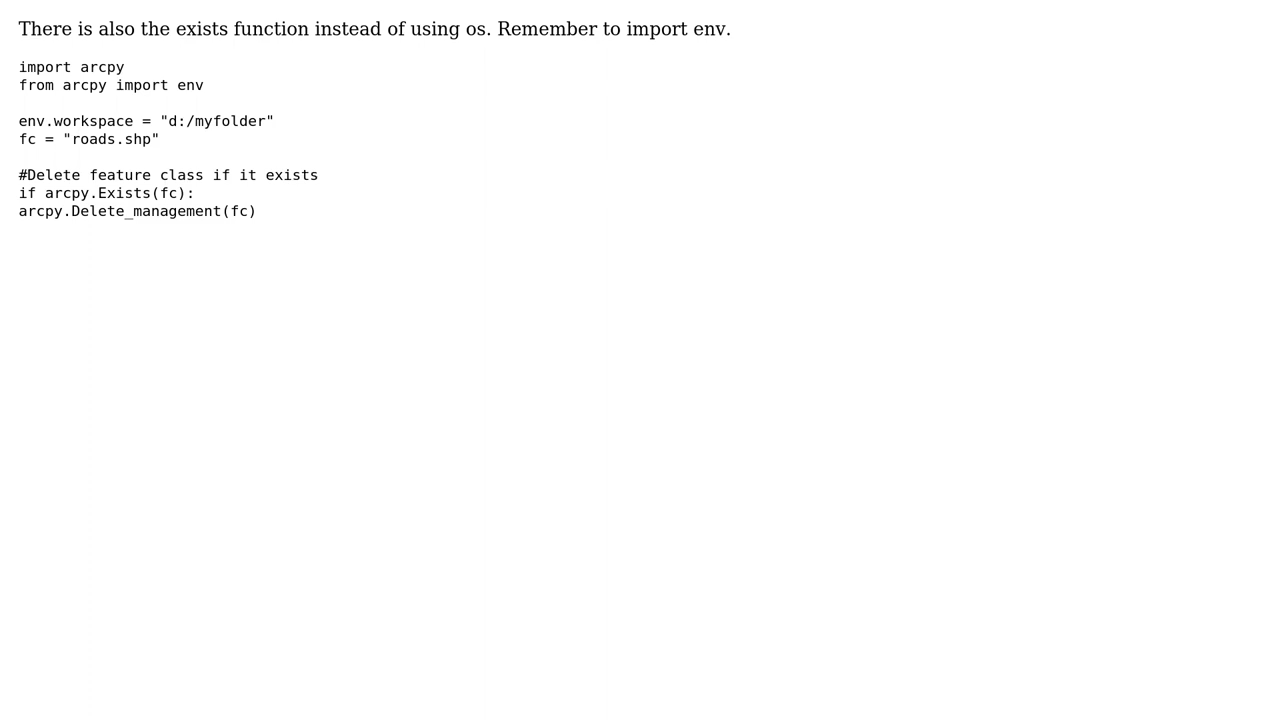 There is also the exists function instead of using os. Remember to import env.
import arcpy
from arcpy import env
env.workspace = "d:/myfolder"
fc = "roads.shp"
#Delete feature class if it exists
if arcpy.Exists(fc):
arcpy.Delete_management(fc)